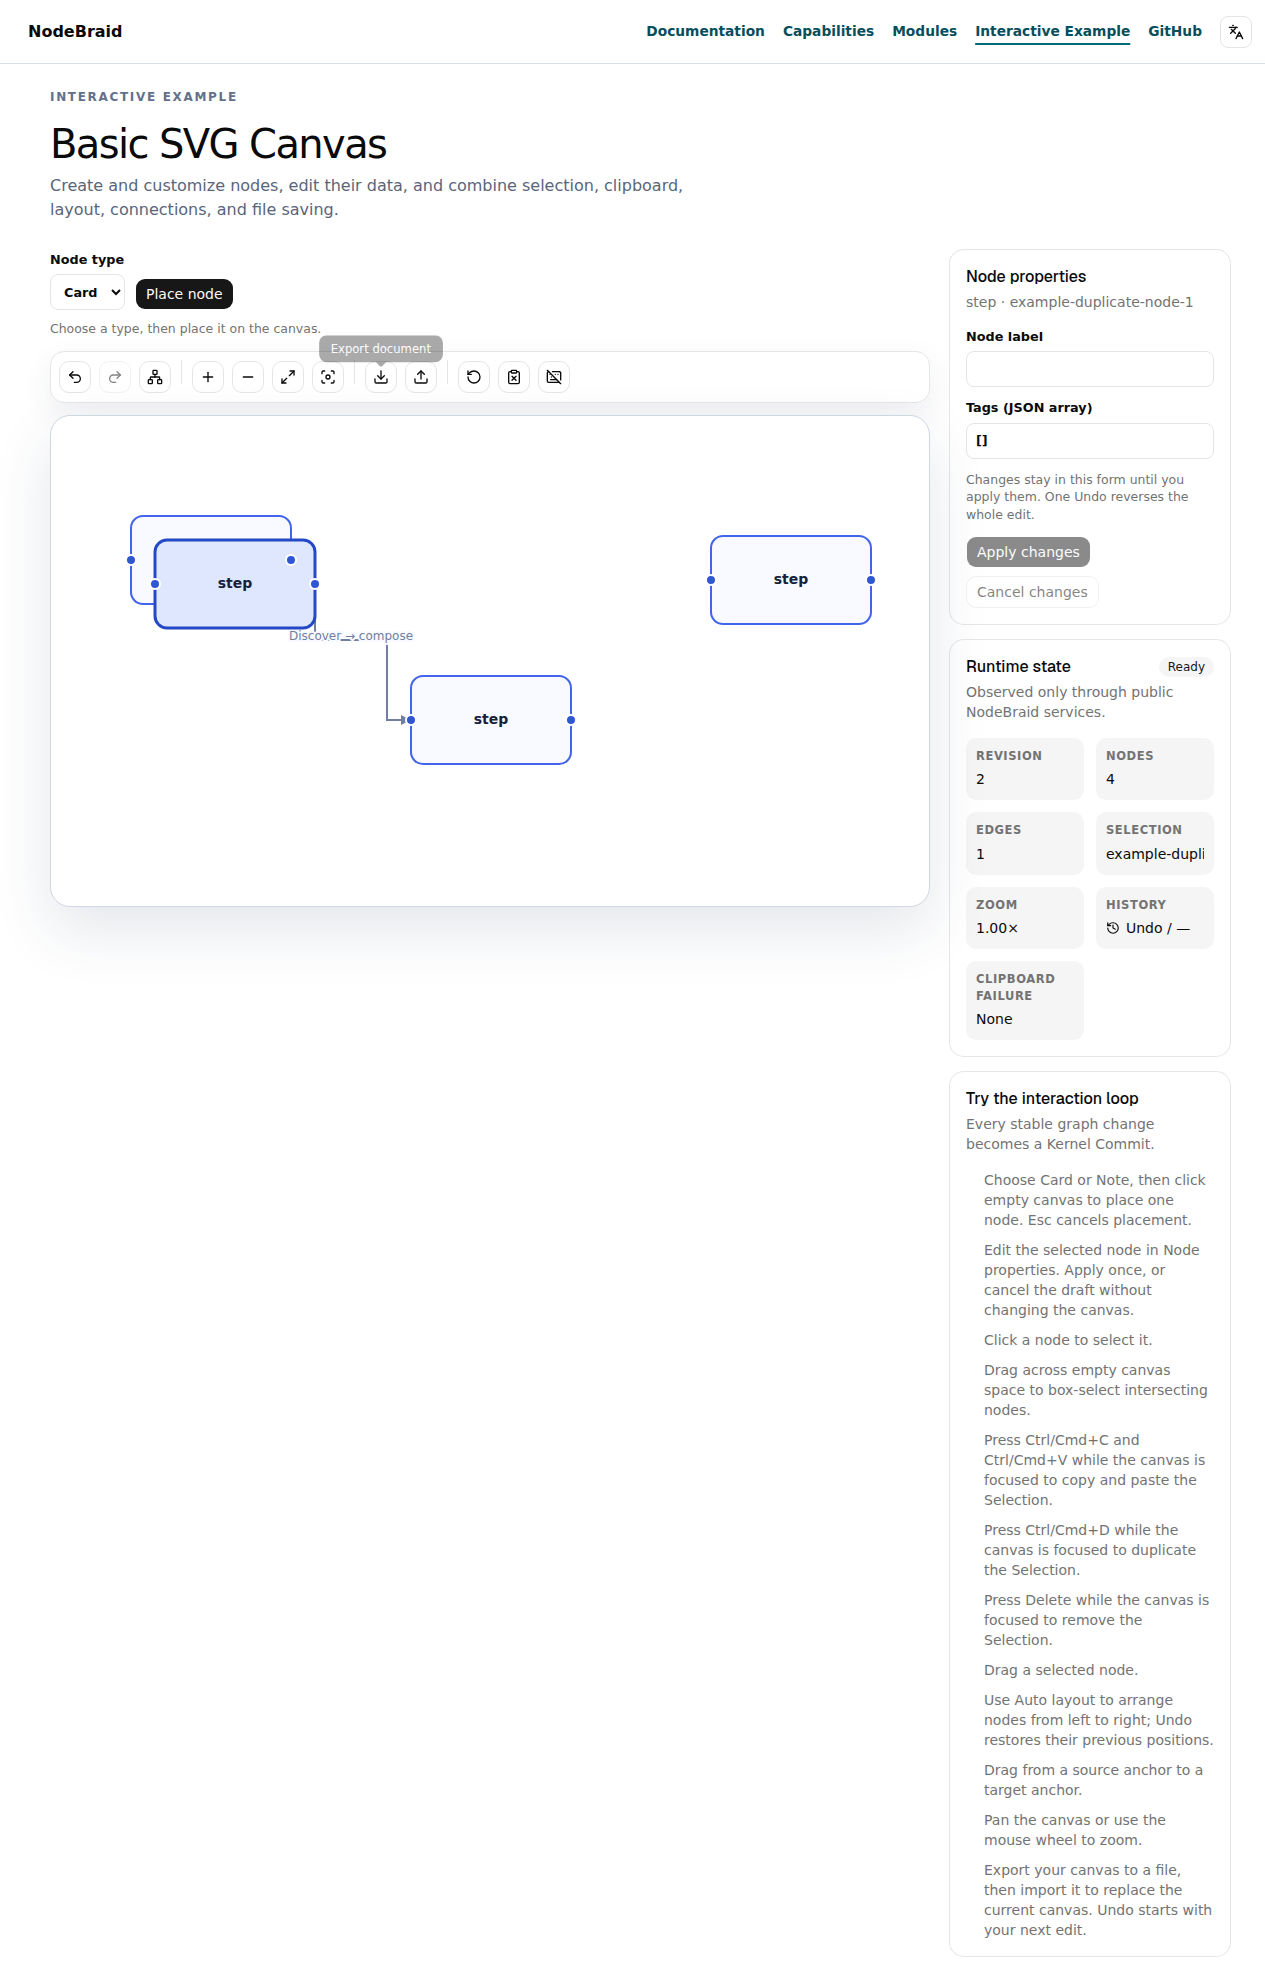 NodeBraid
Documentation Capabilities Modules Interactive Example GitHub
INTERACTIVE EXAMPLE
Basic SVG Canvas
Create and customize nodes, edit their data, and combine selection, clipboard,
layout, connections, and file saving.
Node type
Card
Place node
Choose a type, then place it on the canvas.
Export document
step
step
Discover → compose
step
Node properties
step · example-duplicate-node-1
Node label
Tags (JSON array)
[]
Changes stay in this form until you
apply them. One Undo reverses the
whole edit.
Apply changes
Cancel changes
Runtime state
Ready
Observed only through public
NodeBraid services.
REVISION
2
NODES
4
EDGES
1
SELECTION
example-dupli
ZOOM
1.00×
HISTORY
Undo / —
CLIPBOARD
FAILURE
None
Try the interaction loop
Every stable graph change
becomes a Kernel Commit.
Choose Card or Note, then click
empty canvas to place one
node. Esc cancels placement.
Edit the selected node in Node
properties. Apply once, or
cancel the draft without
changing the canvas.
Click a node to select it.
Drag across empty canvas
space to box-select intersecting
nodes.
Press Ctrl/Cmd+C and
Ctrl/Cmd+V while the canvas is
focused to copy and paste the
Selection.
Press Ctrl/Cmd+D while the
canvas is focused to duplicate
the Selection.
Press Delete while the canvas is
focused to remove the
Selection.
Drag a selected node.
Use Auto layout to arrange
nodes from left to right; Undo
restores their previous positions.
Drag from a source anchor to a
target anchor.
Pan the canvas or use the
mouse wheel to zoom.
Export your canvas to a file,
then import it to replace the
current canvas. Undo starts with
your next edit.